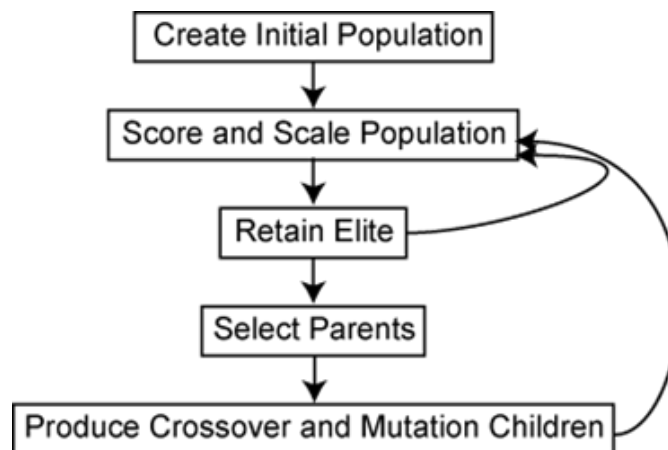 Create Initial Population
Score and Scale Population
Retain Elite
Select Parents
Produce Crossover and Mutation Children